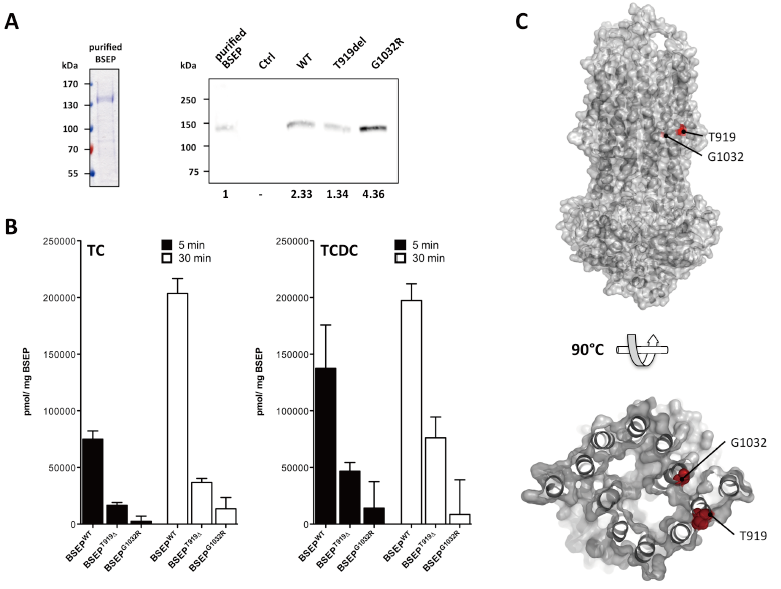 A
purified
BSEP
kDa
170
130
100
70
55
kDa
250
150
100
75
purified
BSEP
Ctrl
WT
T919del
G1032R
1
-
2.33
1.34
4.36
C
T919
G1032
90°C
G1032
T919
B
TC
5 min
30 min
250000
200000
150000
100000
50000
0
pmol/ mg BSEP
BSEPWT
BSEPT919Δ
BSEPG1032R
BSEPWT
BSEPT919Δ
BSEPG1032R
TCDC
5 min
30 min
250000
200000
150000
100000
50000
0
pmol/ mg BSEP
BSEPWT
BSEPT919Δ
BSEPG1032R
BSEPWT
BSEPT919Δ
BSEPG1032R